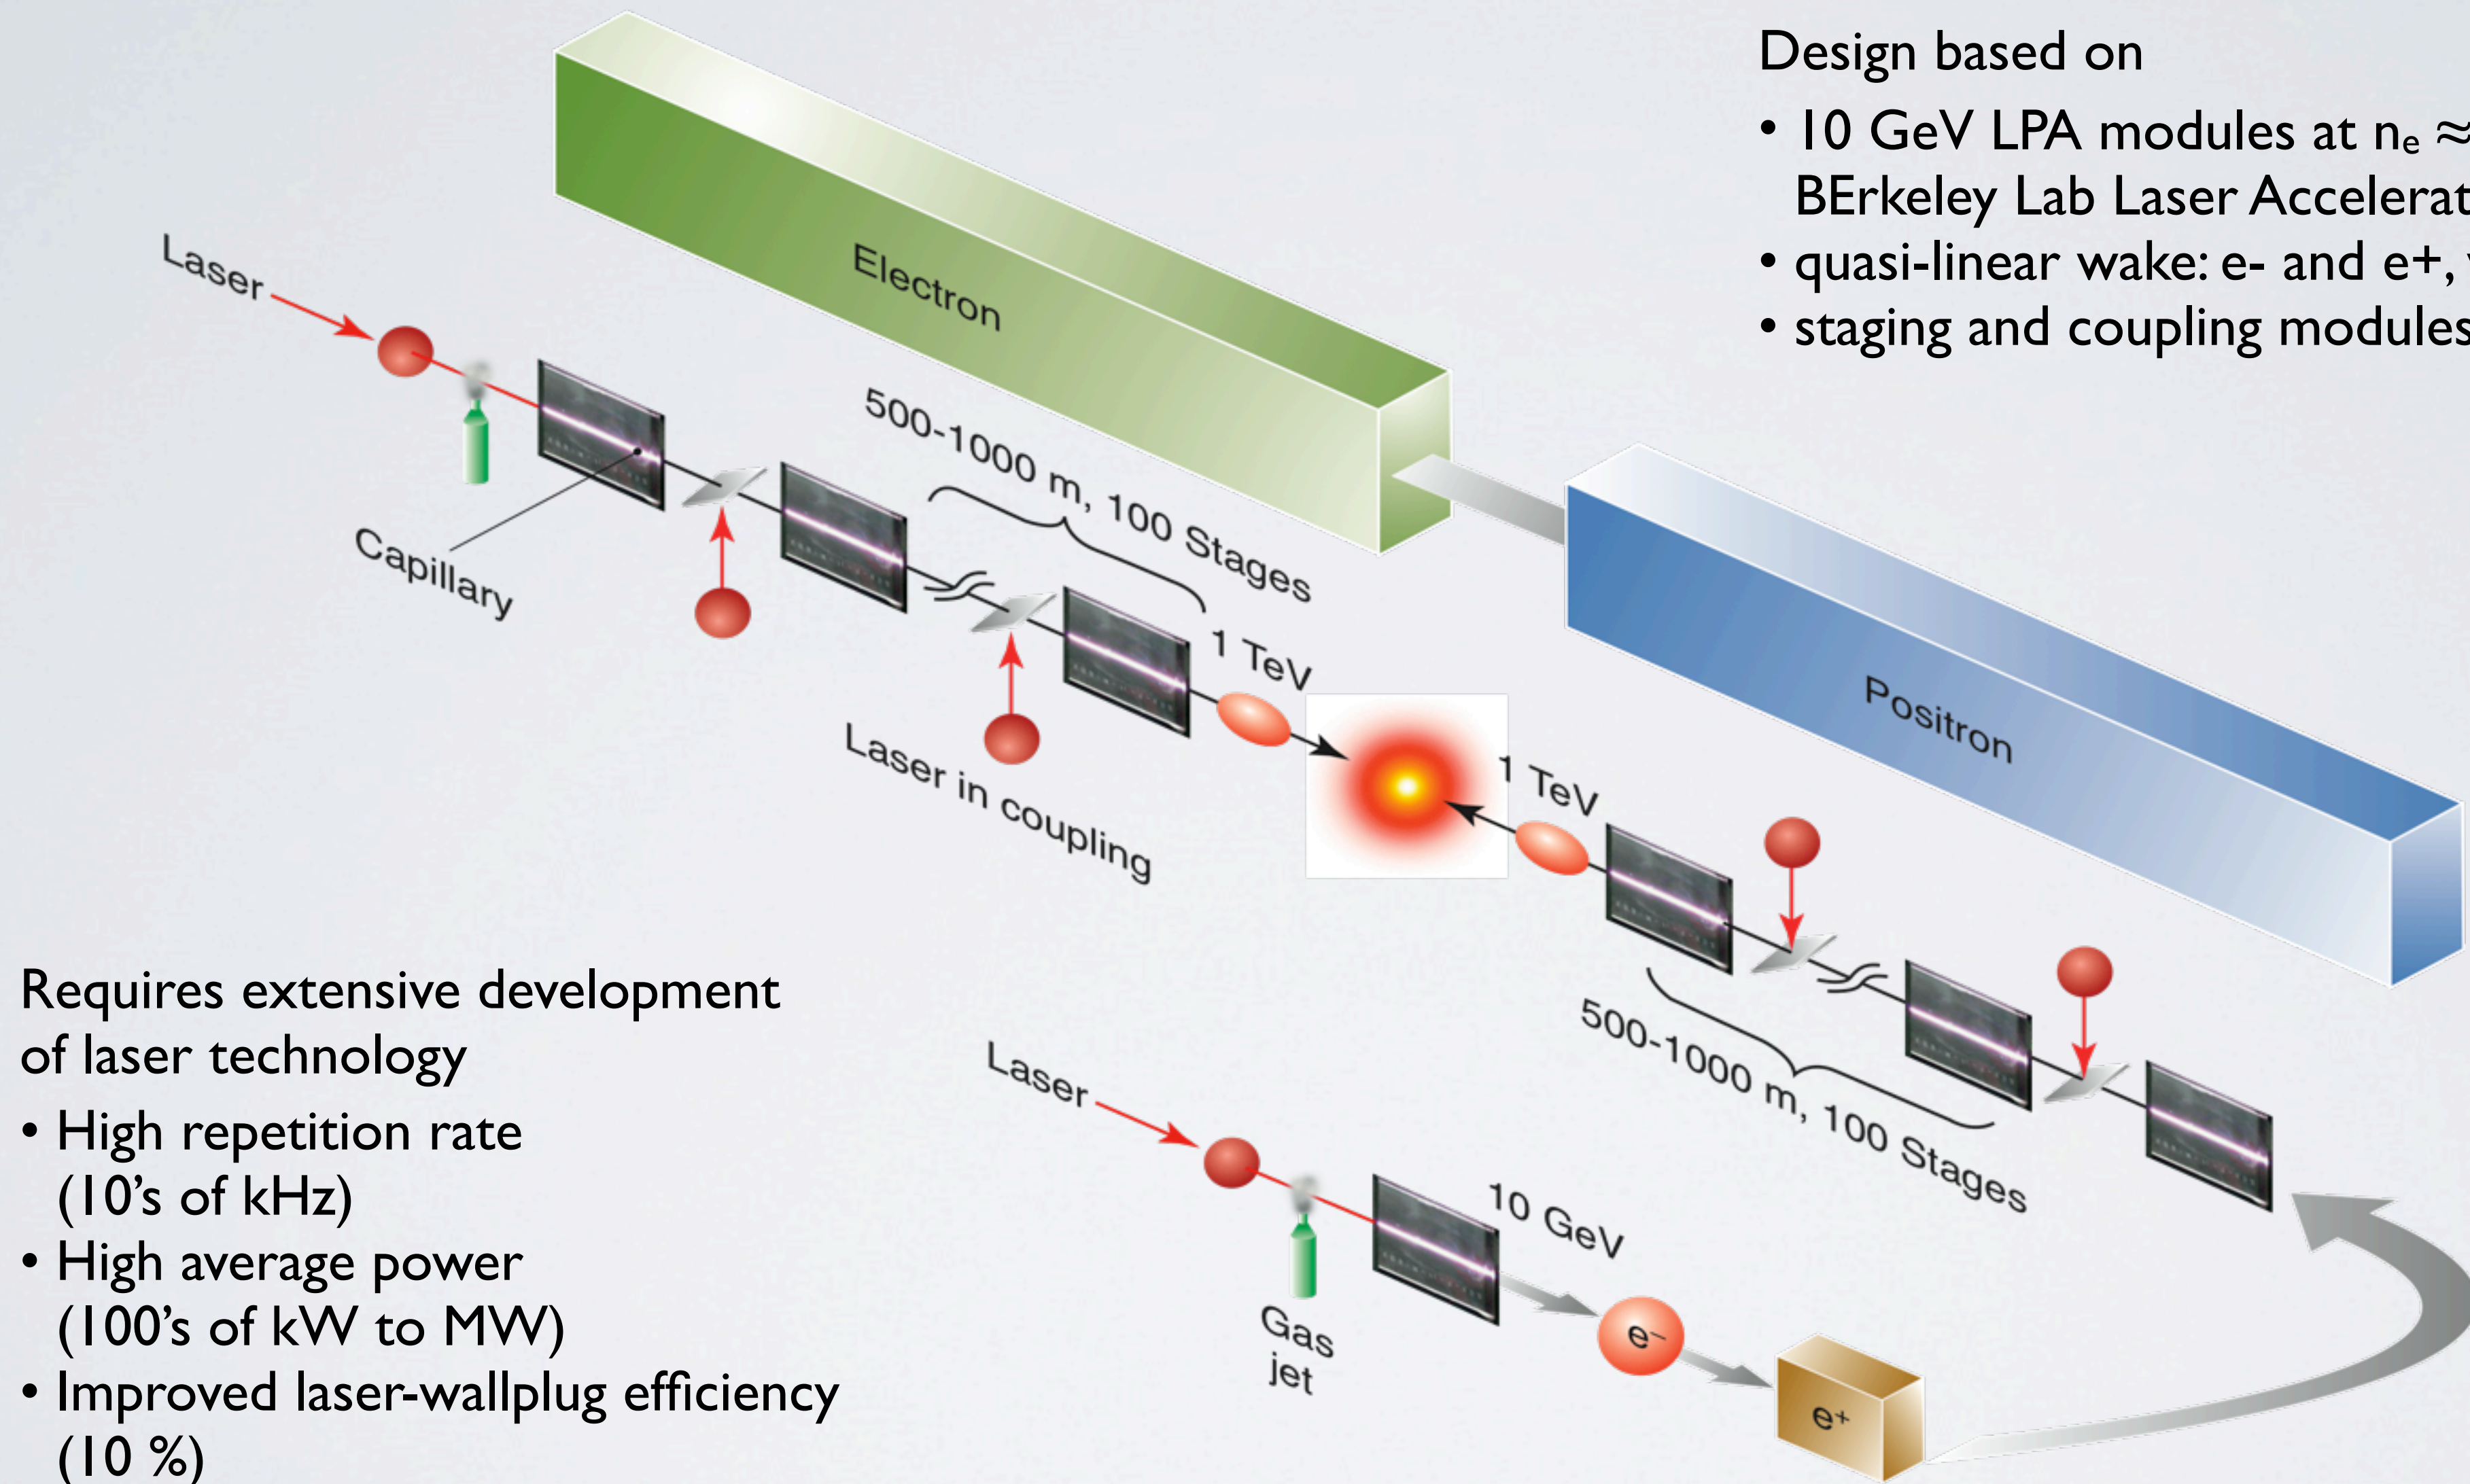 Design based on
• 10 GeV LPA modules at nₑ ≈
BErkeley Lab Laser
• quasi-linear wake: e- and e+,
• staging and coupling modules
Electron
Laser
500-1000 m, 100 Stages
Capillary
1 TeV
Laser in coupling
Positron
1 TeV
500-1000 m, 100 Stages
Laser
10 GeV
Gas
jet
e⁻
e⁺
Requires extensive development
of laser technology
• High repetition rate
(10’s of kHz)
• High average power
(100’s of kW to MW)
• Improved laser-wallplug efficiency
(10 %)